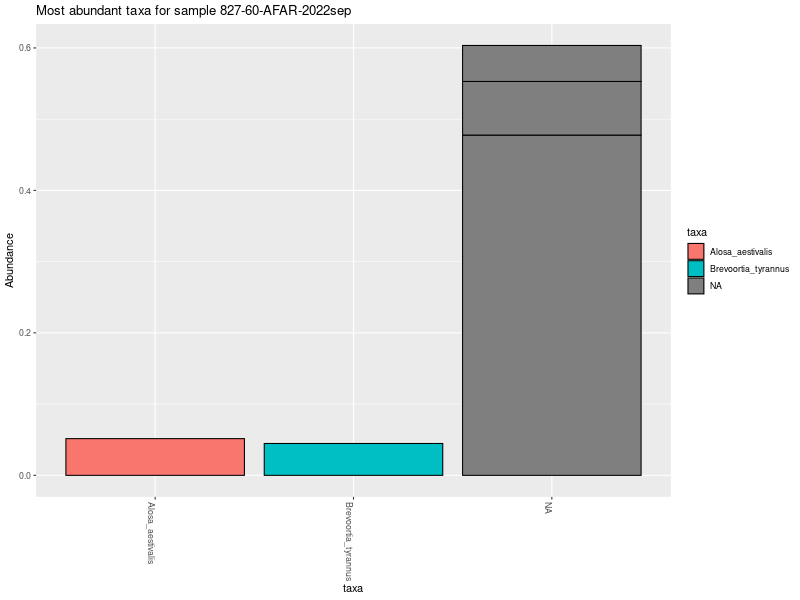 Most abundant taxa for sample 827-60-AFAR-2022sep
Abundance
0.6
0.4
0.2
0.0
Alosa_aestivalis
Brevoortia_tyrannus
NA
taxa
taxa
Alosa_aestivalis
Brevoortia_tyrannus
NA